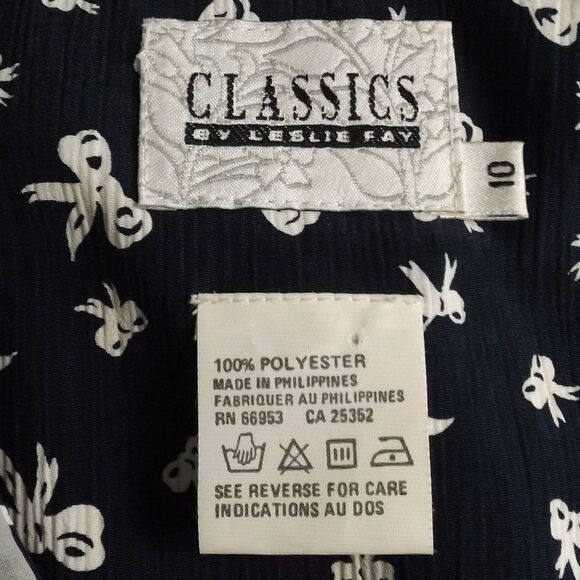 CLASSICS
BY LESLIE FAY
10
100% POLYESTER
MADE IN PHILIPPINES
FABRIQUER AU PHILIPPINES
RN 66953 CA 25352
SEE REVERSE FOR CARE
INDICATIONS AU DOS